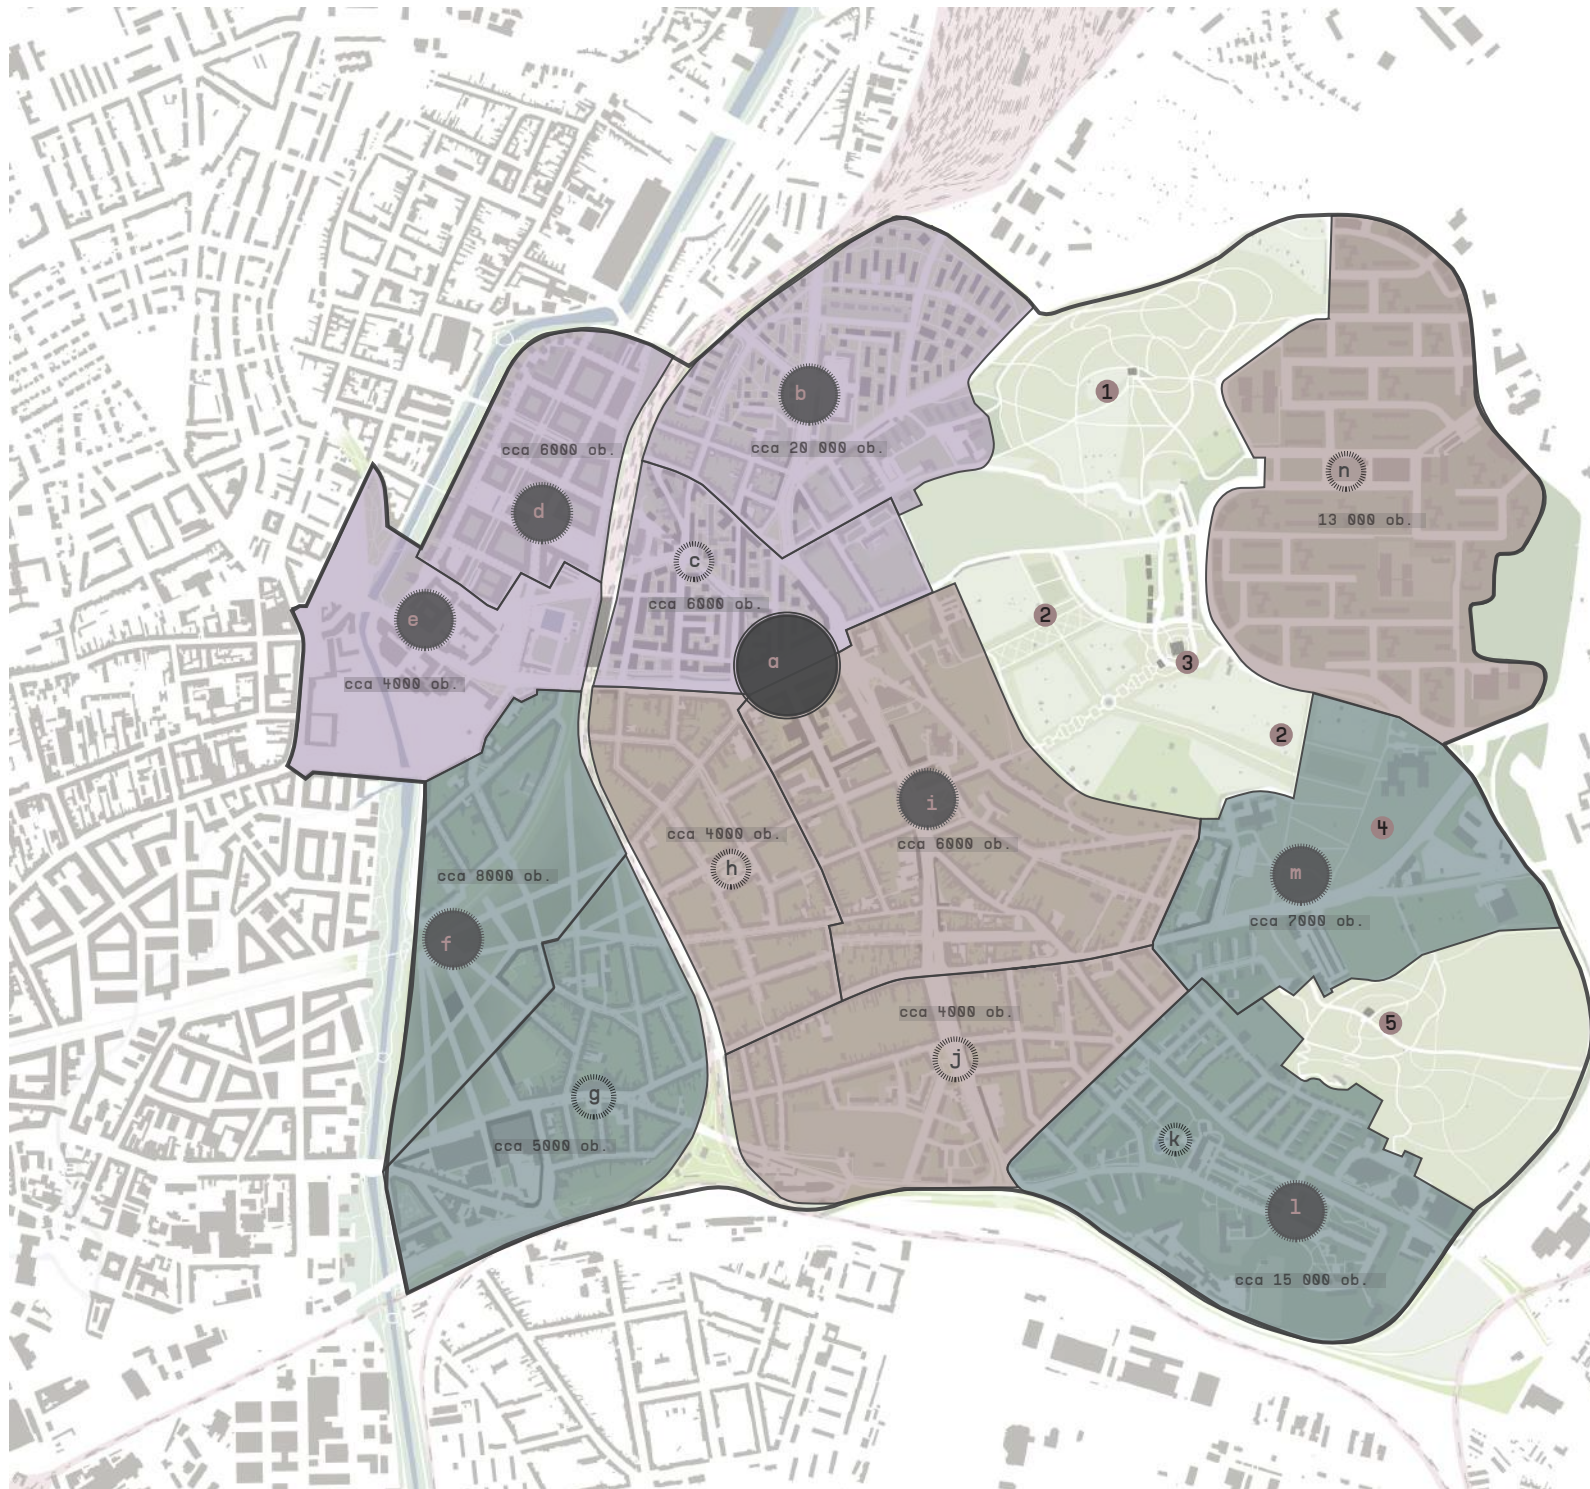 1
b
cca 20 000 ob.
cca 6000 ob.
n
d
13 000 ob.
c
cca 6000 ob.
2
e
a
3
cca 4000 ob.
2
i
4
cca 4000 ob.
cca 6000 ob.
h
cca 8000 ob.
m
cca 7000 ob.
f
cca 4000 ob.
5
j
g
k
cca 5000 ob.
l
cca 15 000 ob.